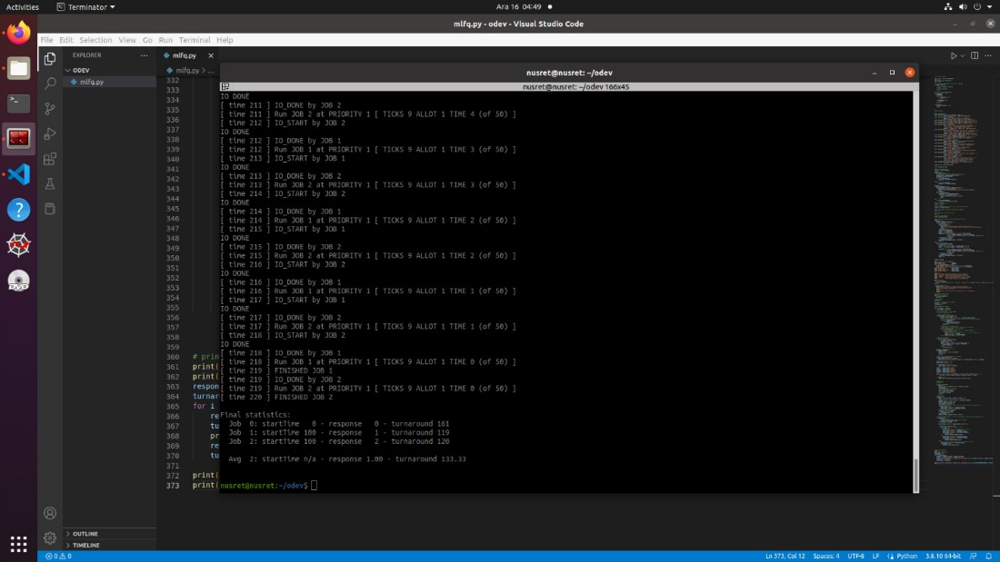 Activities
Terminator
Ara 16 04:49
mlfq.py - odev - Visual Studio Code
File Edit Selection View Go Run Terminal Help
EXPLORER
ODEV
mlfq.py
mlfq.py
mlfq.py > ...
nusret@nusret: ~/odev
nusret@nusret: ~/odev 166x45
332
333
334
335
336
337
338
339
340
341
342
343
344
345
346
347
348
349
350
351
352
353
354
355
356
357
358
359
360 # prin
361 print(
362 print(
363 respon
364 turnar
365 for i
366 re
367 tu
368 pr
369 re
370 tu
371
372 print(
373 print(
IO DONE
[ time 211 ] IO_DONE by JOB 2
[ time 211 ] Run JOB 2 at PRIORITY 1 [ TICKS 9 ALLOT 1 TIME 4 (of 50) ]
[ time 212 ] IO_START by JOB 2
IO DONE
[ time 212 ] IO_DONE by JOB 1
[ time 212 ] Run JOB 1 at PRIORITY 1 [ TICKS 9 ALLOT 1 TIME 3 (of 50) ]
[ time 213 ] IO_START by JOB 1
IO DONE
[ time 213 ] IO_DONE by JOB 2
[ time 213 ] Run JOB 2 at PRIORITY 1 [ TICKS 9 ALLOT 1 TIME 3 (of 50) ]
[ time 214 ] IO_START by JOB 2
IO DONE
[ time 214 ] IO_DONE by JOB 1
[ time 214 ] Run JOB 1 at PRIORITY 1 [ TICKS 9 ALLOT 1 TIME 2 (of 50) ]
[ time 215 ] IO_START by JOB 1
IO DONE
[ time 215 ] IO_DONE by JOB 2
[ time 215 ] Run JOB 2 at PRIORITY 1 [ TICKS 9 ALLOT 1 TIME 2 (of 50) ]
[ time 216 ] IO_START by JOB 2
IO DONE
[ time 216 ] IO_DONE by JOB 1
[ time 216 ] Run JOB 1 at PRIORITY 1 [ TICKS 9 ALLOT 1 TIME 1 (of 50) ]
[ time 217 ] IO_START by JOB 1
IO DONE
[ time 217 ] IO_DONE by JOB 2
[ time 217 ] Run JOB 2 at PRIORITY 1 [ TICKS 9 ALLOT 1 TIME 1 (of 50) ]
[ time 218 ] IO_START by JOB 2
IO DONE
[ time 218 ] IO_DONE by JOB 1
[ time 218 ] Run JOB 1 at PRIORITY 1 [ TICKS 9 ALLOT 1 TIME 0 (of 50) ]
[ time 219 ] FINISHED JOB 1
[ time 219 ] IO_DONE by JOB 2
[ time 219 ] Run JOB 2 at PRIORITY 1 [ TICKS 9 ALLOT 1 TIME 0 (of 50) ]
[ time 220 ] FINISHED JOB 2
Final statistics:
Job 0: startTime 0 - response 0 - turnaround 161
Job 1: startTime 100 - response 1 - turnaround 119
Job 2: startTime 100 - response 2 - turnaround 120
Avg 2: startTime n/a - response 1.00 - turnaround 133.33
nusret@nusret:~/odev$
DVD
OUTLINE
TIMELINE
0 0
Ln 373, Col 12 Spaces: 4 UTF-8 LF Python 3.8.10 64-bit